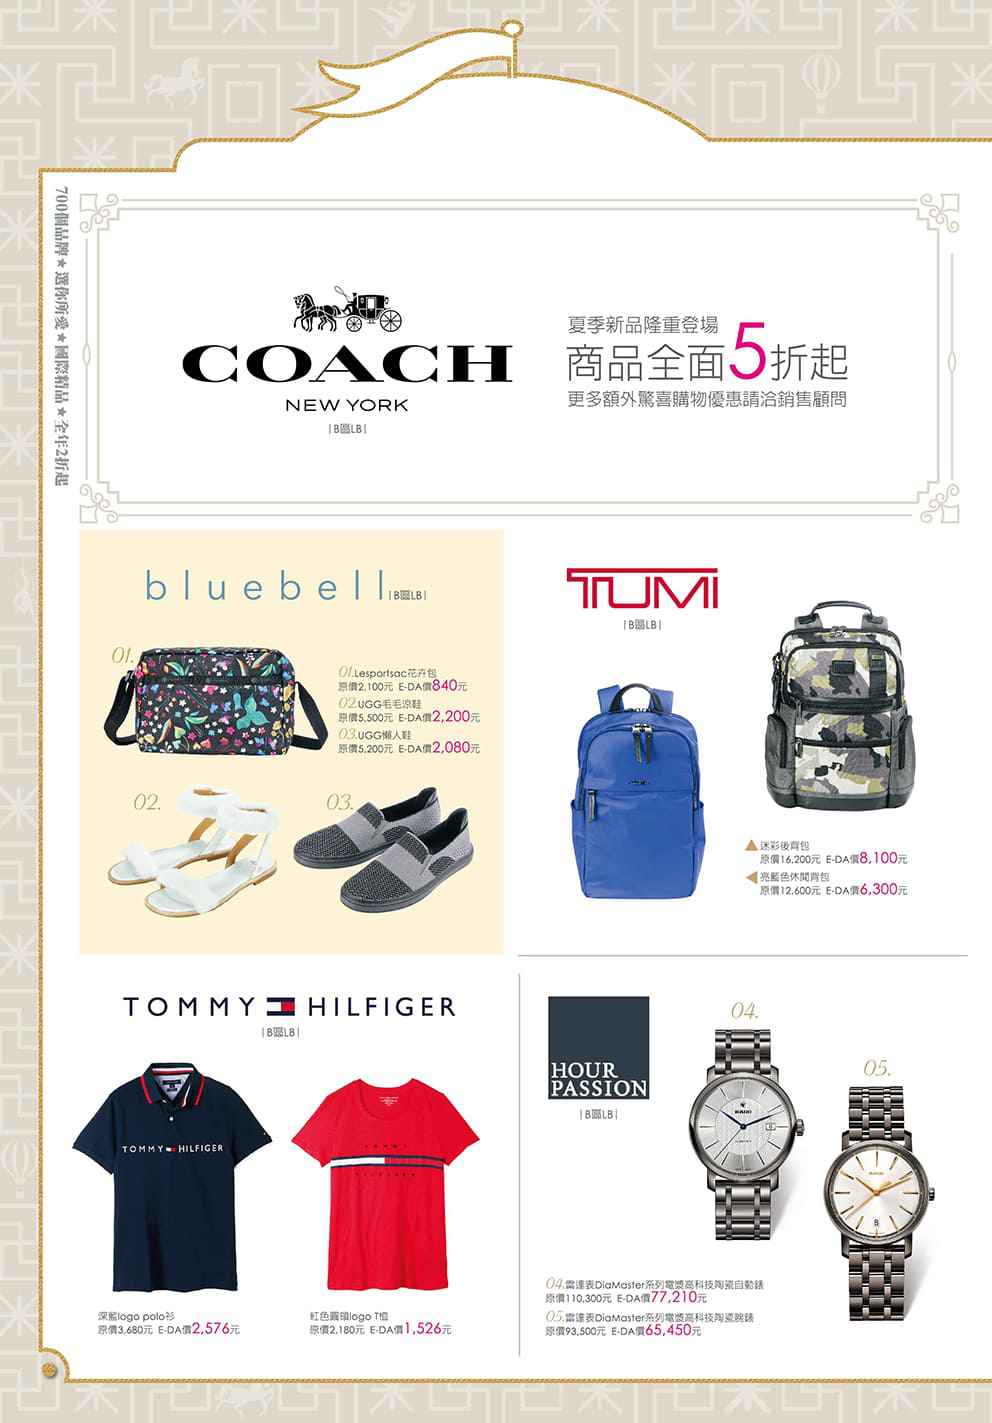 700個品牌★選你所愛★國際精品★全年2折起
COACH
NEW YORK
|B區LB|
夏季新品隆重登場
商品全面5折起
更多額外驚喜購物優惠請洽銷售顧問
bluebell |B區LB|
01.
01.Lesportsac花卉包
原價2,100元 E-DA價840元
02.UGG毛毛涼鞋
原價5,500元 E-DA價2,200元
03.UGG懶人鞋
原價5,200元 E-DA價2,080元
02.
03.
TUMI
|B區LB|
▲迷彩後背包
原價16,200元 E-DA價8,100元
◀亮藍色休閒背包
原價12,600元 E-DA價6,300元
TOMMY HILFIGER
|B區LB|
TOMMY HILFIGER
TOMMY
HILFIGER
深藍logo polo衫
原價3,680元 E-DA價2,576元
紅色圓領logo T恤
原價2,180元 E-DA價1,526元
HOUR
PASSION
|B區LB|
04.
RADO
05.
RADO
8
04.雷達表DiaMaster系列電漿高科技陶瓷自動錶
原價110,300元 E-DA價77,210元
05.雷達表DiaMaster系列電漿高科技陶瓷腕錶
原價93,500元 E-DA價65,450元